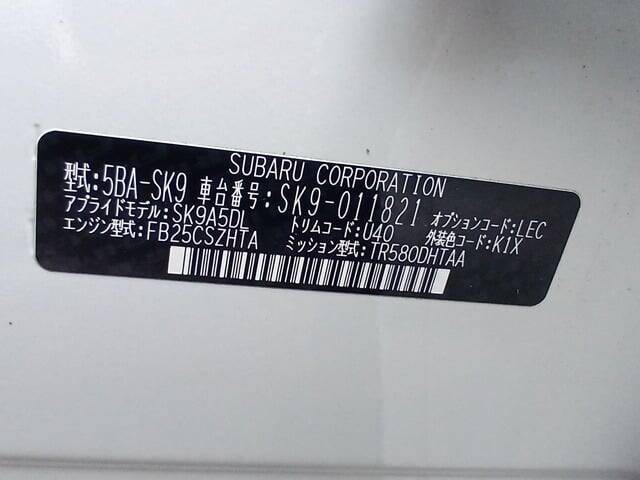 SUBARU CORPORATION
型式:5BA-SK9 車台番号:SK9-011821
アプライドモデル:SK9A5DL トリムコード:U40 オプションコード:LEC
エンジン型式:FB25CSZHTA ミッション型式:TR580DHTAA 外装色コード:K1X